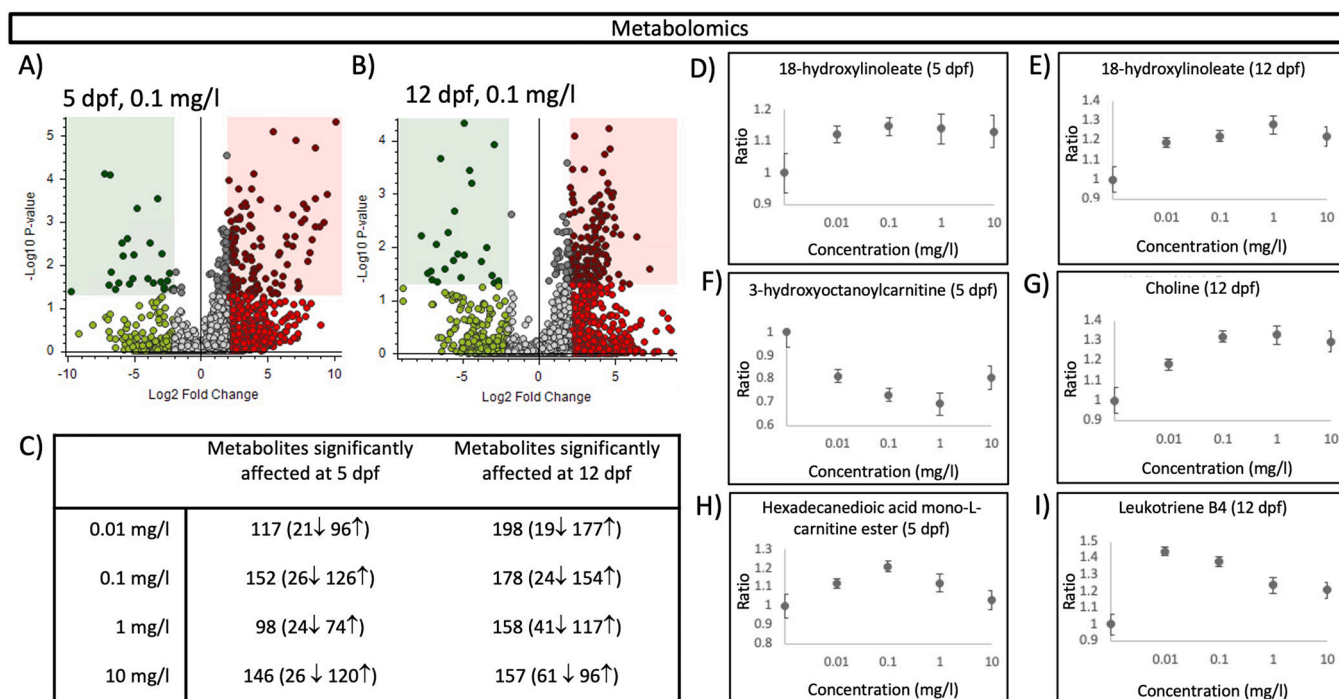 Metabolomics
A)
5 dpf, 0.1 mg/l
-Log10 P-value
5
4
3
2
1
0
-10
-5
0
5
10
Log2 Fold Change
B)
12 dpf, 0.1 mg/l
4
3
2
1
0
-5
0
5
Log2 Fold Change
C)
Metabolites significantly affected at 5 dpf
Metabolites significantly affected at 12 dpf
0.01 mg/l 117 (21↓ 96↑) 198 (19↓ 177↑)
0.1 mg/l 152 (26↓ 126↑) 178 (24↓ 154↑)
1 mg/l 98 (24↓ 74↑) 158 (41↓ 117↑)
10 mg/l 146 (26 ↓ 120↑) 157 (61 ↓ 96↑)
D)
18-hydroxylinoleate (5 dpf)
Ratio
1.2
1.1
1
0.9
0.01 0.1 1 10
Concentration (mg/l)
E)
18-hydroxylinoleate (12 dpf)
Ratio
1.4
1.3
1.2
1.1
1
0.9
0.01 0.1 1 10
Concentration (mg/l)
F)
3-hydroxyoctanoylcarnitine (5 dpf)
Ratio
1
0.9
0.8
0.7
0.6
0.01 0.1 1 10
Concentration (mg/l)
G)
Choline (12 dpf)
Ratio
1.4
1.3
1.2
1.1
1
0.9
0.01 0.1 1 10
Concentration (mg/l)
H)
Hexadecanedioic acid mono-L-
carnitine ester (5 dpf)
Ratio
1.3
1.2
1.1
1
0.9
0.8
0.01 0.1 1 10
Concentration (mg/l)
I)
Leukotriene B4 (12 dpf)
Ratio
1.5
1.4
1.3
1.2
1.1
1
0.9
0.01 0.1 1 10
Concentration (mg/l)